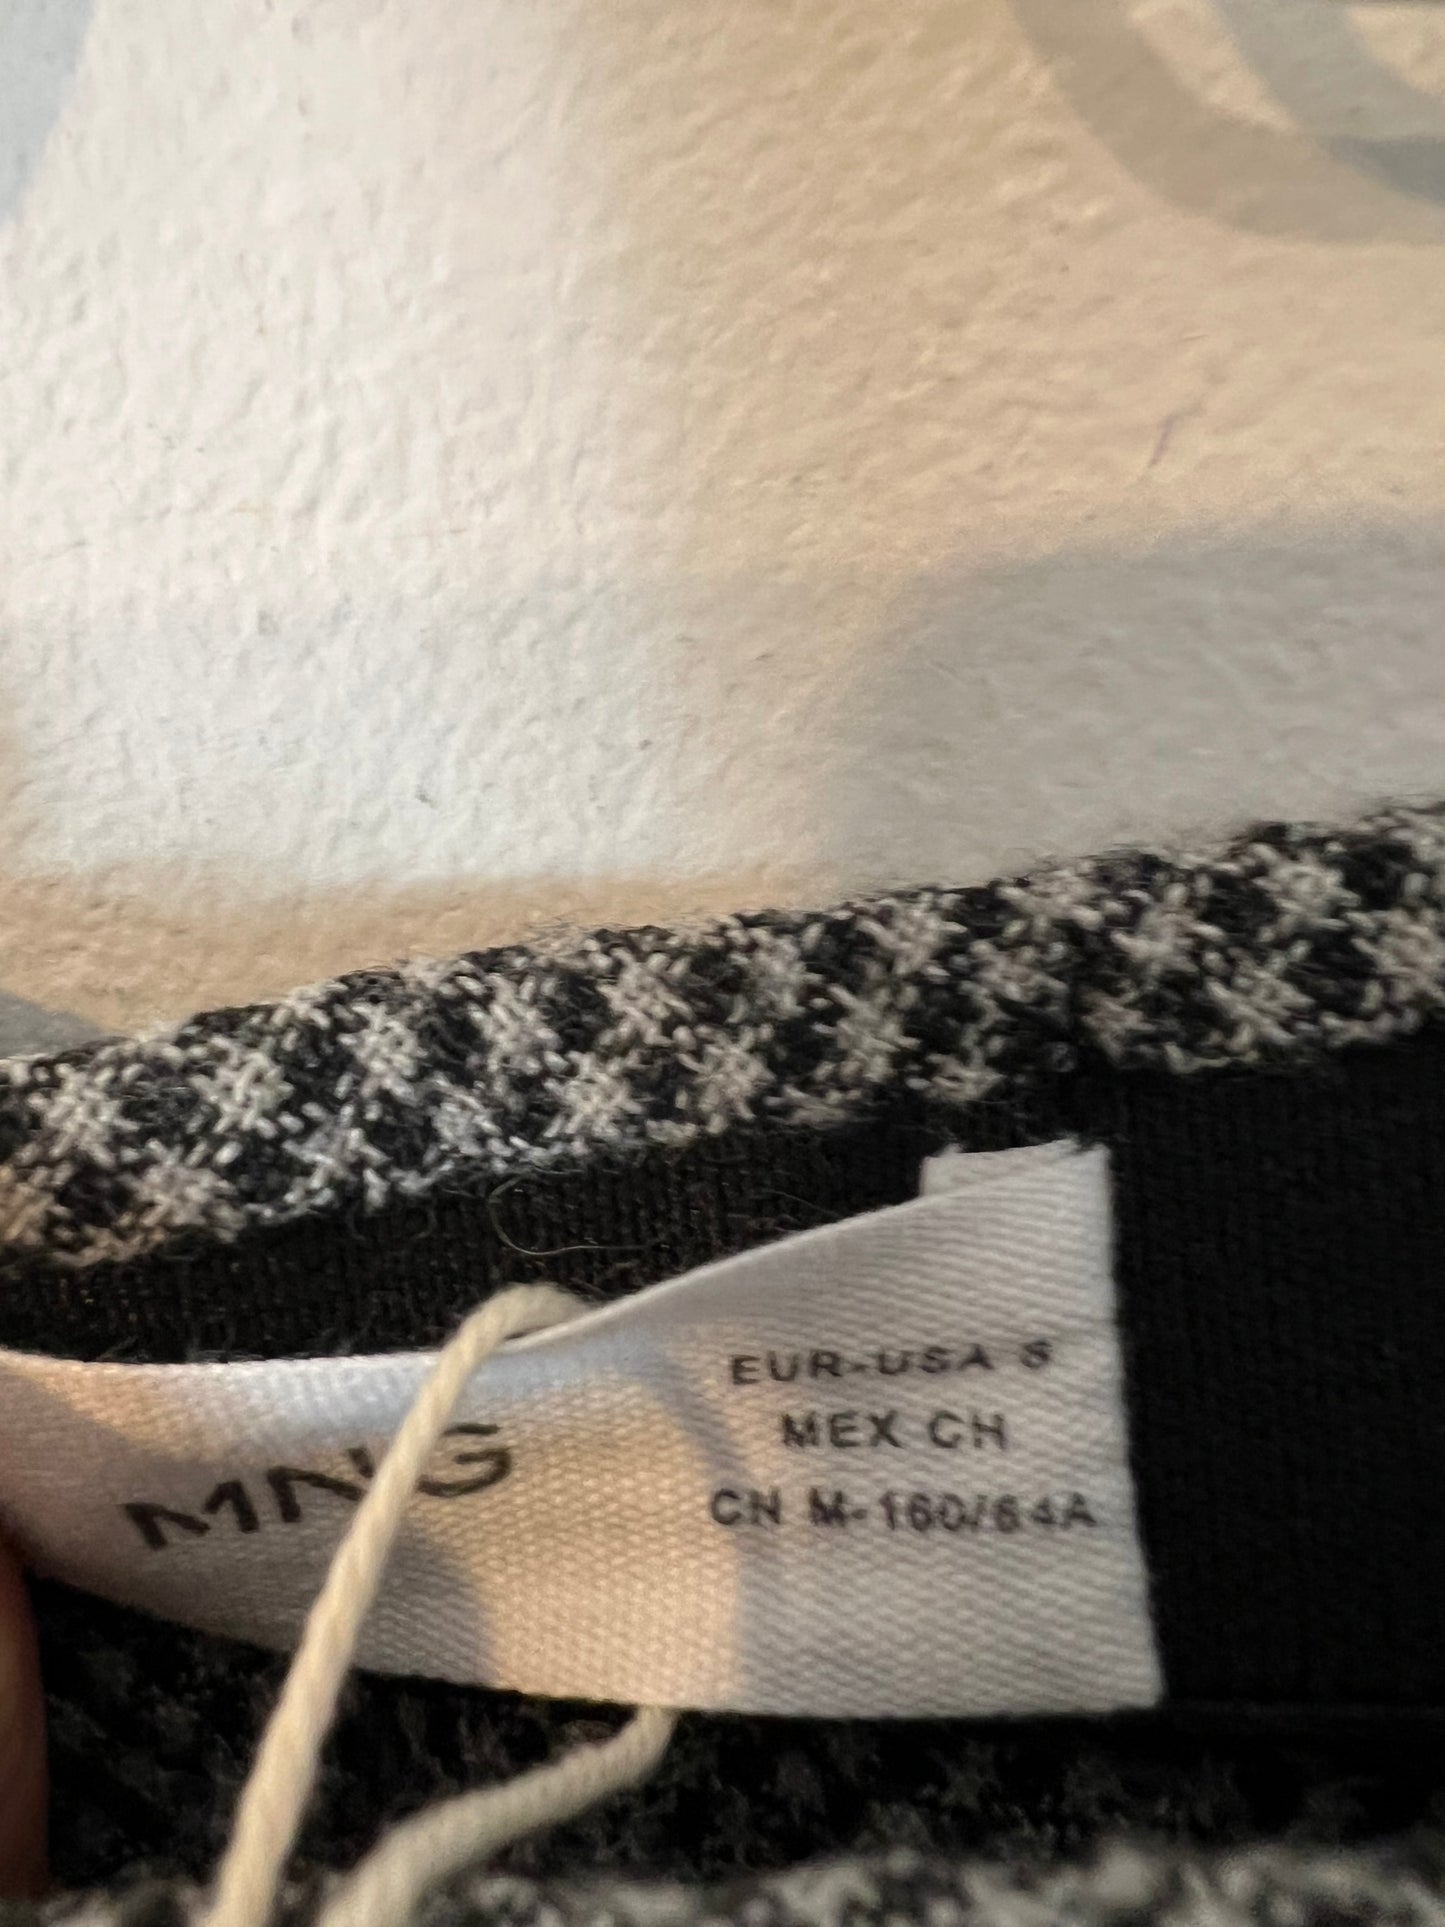 MNG
EUR-USA S
MEX CH
CN M-160/64A